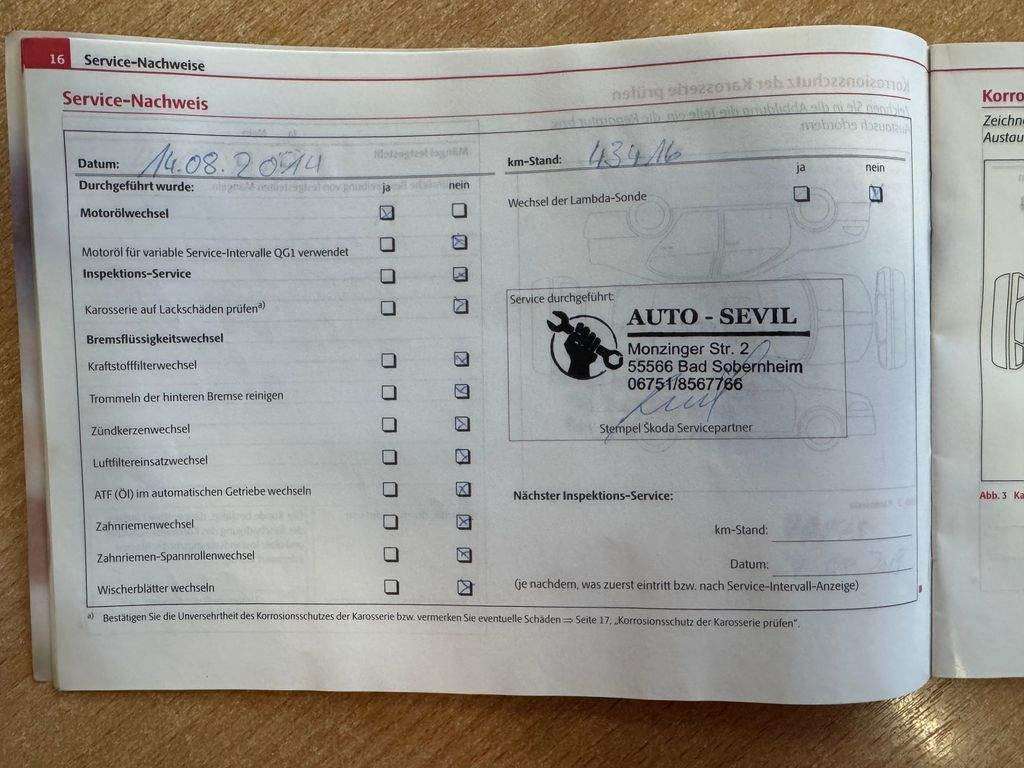 16 Service-Nachweise
Service-Nachweis
Datum: 14.08.2014
km-Stand: 43416
Durchgeführt wurde: ja nein
Motorölwechsel
Motoröl für variable Service-Intervalle QG1 verwendet
Inspektions-Service
Karosserie auf Lackschäden prüfen a)
Bremsflüssigkeitswechsel
Kraftstofffilterwechsel
Trommeln der hinteren Bremse reinigen
Zündkerzenwechsel
Luftfiltereinsatzwechsel
ATF (Öl) im automatischen Getriebe wechseln
Zahnriemenwechsel
Zahnriemen-Spannrollenwechsel
Wischerblätter wechseln
ja nein
Wechsel der Lambda-Sonde
Service durchgeführt:
AUTO - SEVIL
Monzinger Str. 2
55566 Bad Sobernheim
06751/8567766
Stempel Škoda Servicepartner
Nächster Inspektions-Service:
km-Stand:
Datum:
(je nachdem, was zuerst eintritt bzw. nach Service-Intervall-Anzeige)
a) Bestätigen Sie die Unversehrtheit des Korrosionsschutzes der Karosserie bzw. vermerken Sie eventuelle Schäden ⇒ Seite 17, „Korrosionsschutz der Karosserie prüfen“.
Korro
Zeichne
Austau
Abb. 3 Ka